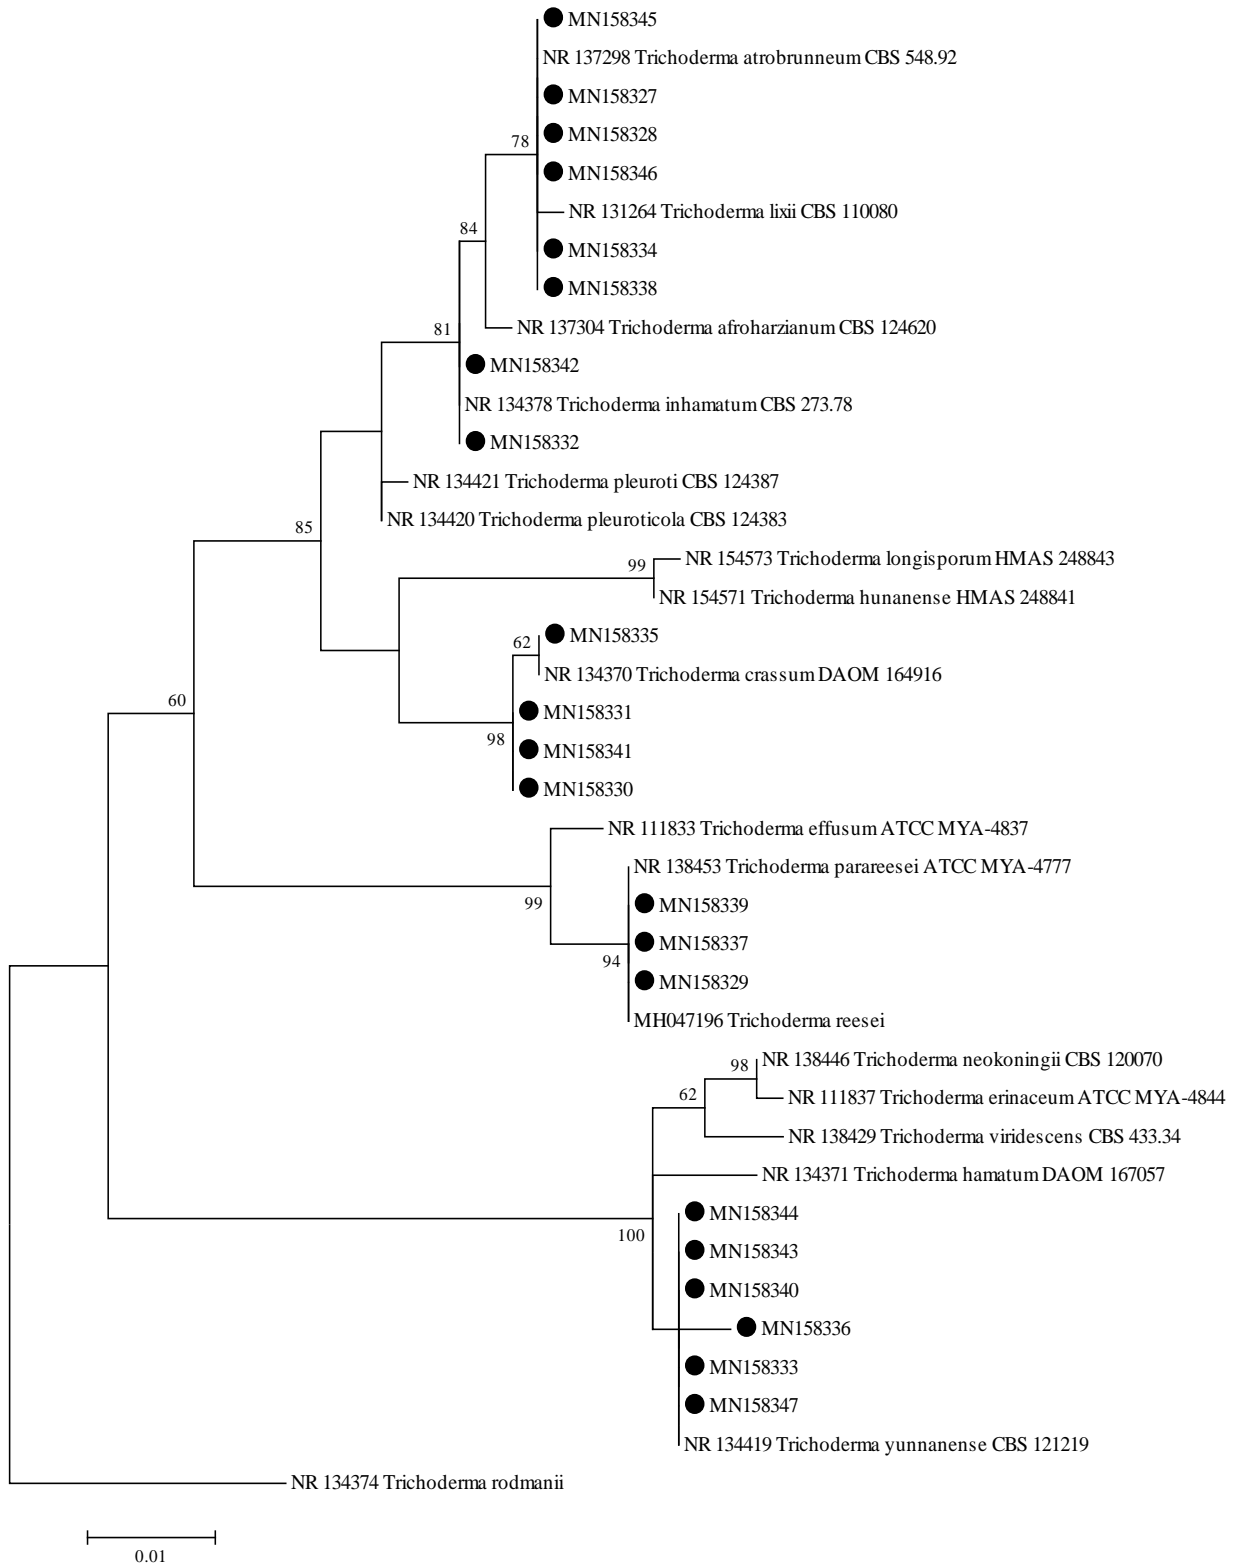 MN158345
NR 137298 Trichoderma atrobrunneum CBS 548.92
MN158327
MN158328
78
MN158346
NR 131264 Trichoderma lixii CBS 110080
84
MN158334
MN158338
NR 137304 Trichoderma afroharzianum CBS 124620
81
MN158342
NR 134378 Trichoderma inhamatum CBS 273.78
MN158332
NR 134421 Trichoderma pleuroti CBS 124387
NR 134420 Trichoderma pleuroticola CBS 124383
85
NR 154573 Trichoderma longisporum HMAS 248843
99
NR 154571 Trichoderma hunanense HMAS 248841
MN158335
62
NR 134370 Trichoderma crassum DAOM 164916
60
MN158331
98
MN158341
MN158330
NR 111833 Trichoderma effusum ATCC MYA-4837
NR 138453 Trichoderma parareesei ATCC MYA-4777
99
MN158339
MN158337
94
MN158329
MH047196 Trichoderma reesei
NR 138446 Trichoderma neokoningii CBS 120070
98
NR 111837 Trichoderma erinaceum ATCC MYA-4844
62
NR 138429 Trichoderma viridescens CBS 433.34
NR 134371 Trichoderma hamatum DAOM 167057
MN158344
100
MN158343
MN158340
MN158336
MN158333
MN158347
NR 134419 Trichoderma yunnanense CBS 121219
NR 134374 Trichoderma rodmanii
0.01